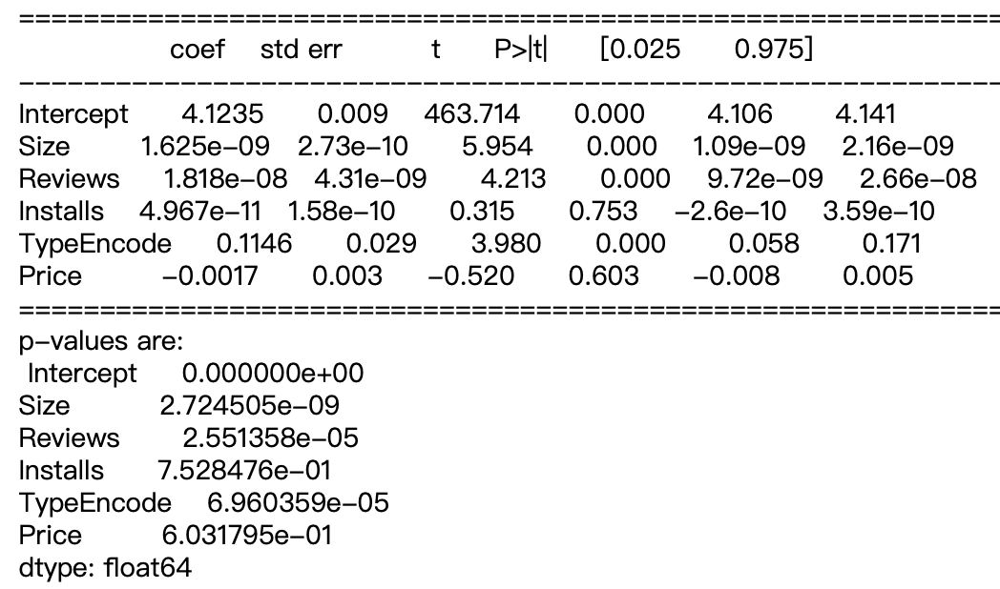 ==============================================================
coef std err t P>|t| [0.025 0.975]
--------------------------------------------------------------
Intercept 4.1235 0.009 463.714 0.000 4.106 4.141
Size 1.625e-09 2.73e-10 5.954 0.000 1.09e-09 2.16e-09
Reviews 1.818e-08 4.31e-09 4.213 0.000 9.72e-09 2.66e-08
Installs 4.967e-11 1.58e-10 0.315 0.753 -2.6e-10 3.59e-10
TypeEncode 0.1146 0.029 3.980 0.000 0.058 0.171
Price -0.0017 0.003 -0.520 0.603 -0.008 0.005
==============================================================
p-values are:
Intercept 0.000000e+00
Size 2.724505e-09
Reviews 2.551358e-05
Installs 7.528476e-01
TypeEncode 6.960359e-05
Price 6.031795e-01
dtype: float64